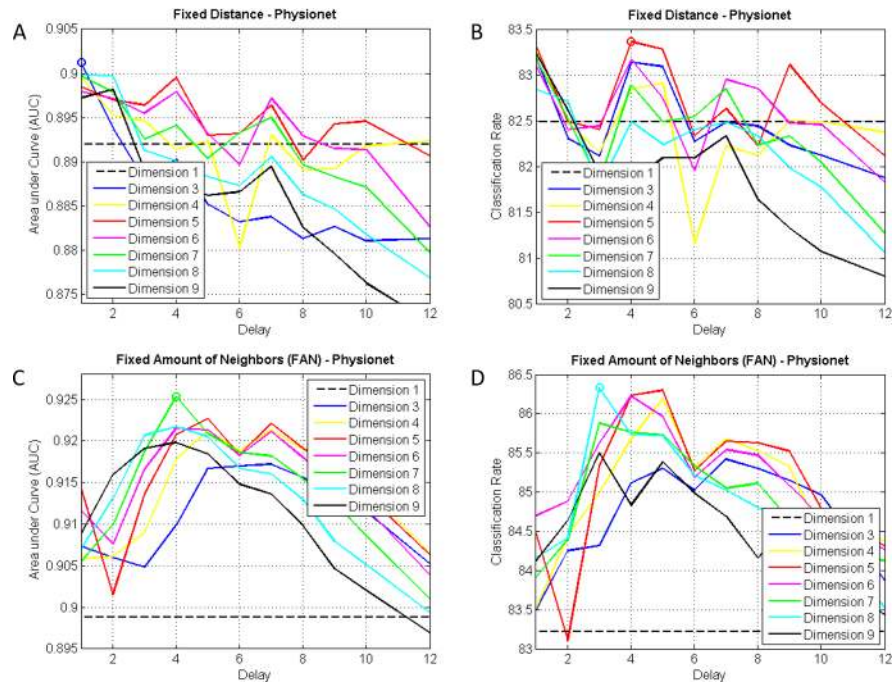 A
Fixed Distance - Physionet
Area under Curve (AUC)
0.905
0.9
0.895
0.89
0.885
0.88
0.875
Dimension 1
Dimension 3
Dimension 4
Dimension 5
Dimension 6
Dimension 7
Dimension 8
Dimension 9
2 4 6 8 10 12
Delay
B
Fixed Distance - Physionet
Classification Rate
83.5
83
82.5
82
81.5
81
80.5
Dimension 1
Dimension 3
Dimension 4
Dimension 5
Dimension 6
Dimension 7
Dimension 8
Dimension 9
2 4 6 8 10 12
Delay
C
Fixed Amount of Neighbors (FAN) - Physionet
Area under Curve (AUC)
0.925
0.92
0.915
0.91
0.905
0.9
0.895
Dimension 1
Dimension 3
Dimension 4
Dimension 5
Dimension 6
Dimension 7
Dimension 8
Dimension 9
2 4 6 8 10 12
Delay
D
Fixed Amount of Neighbors (FAN) - Physionet
Classification Rate
86.5
86
85.5
85
84.5
84
83.5
83
82.5
Dimension 1
Dimension 3
Dimension 4
Dimension 5
Dimension 6
Dimension 7
Dimension 8
Dimension 9
2 4 6 8 10 12
Delay